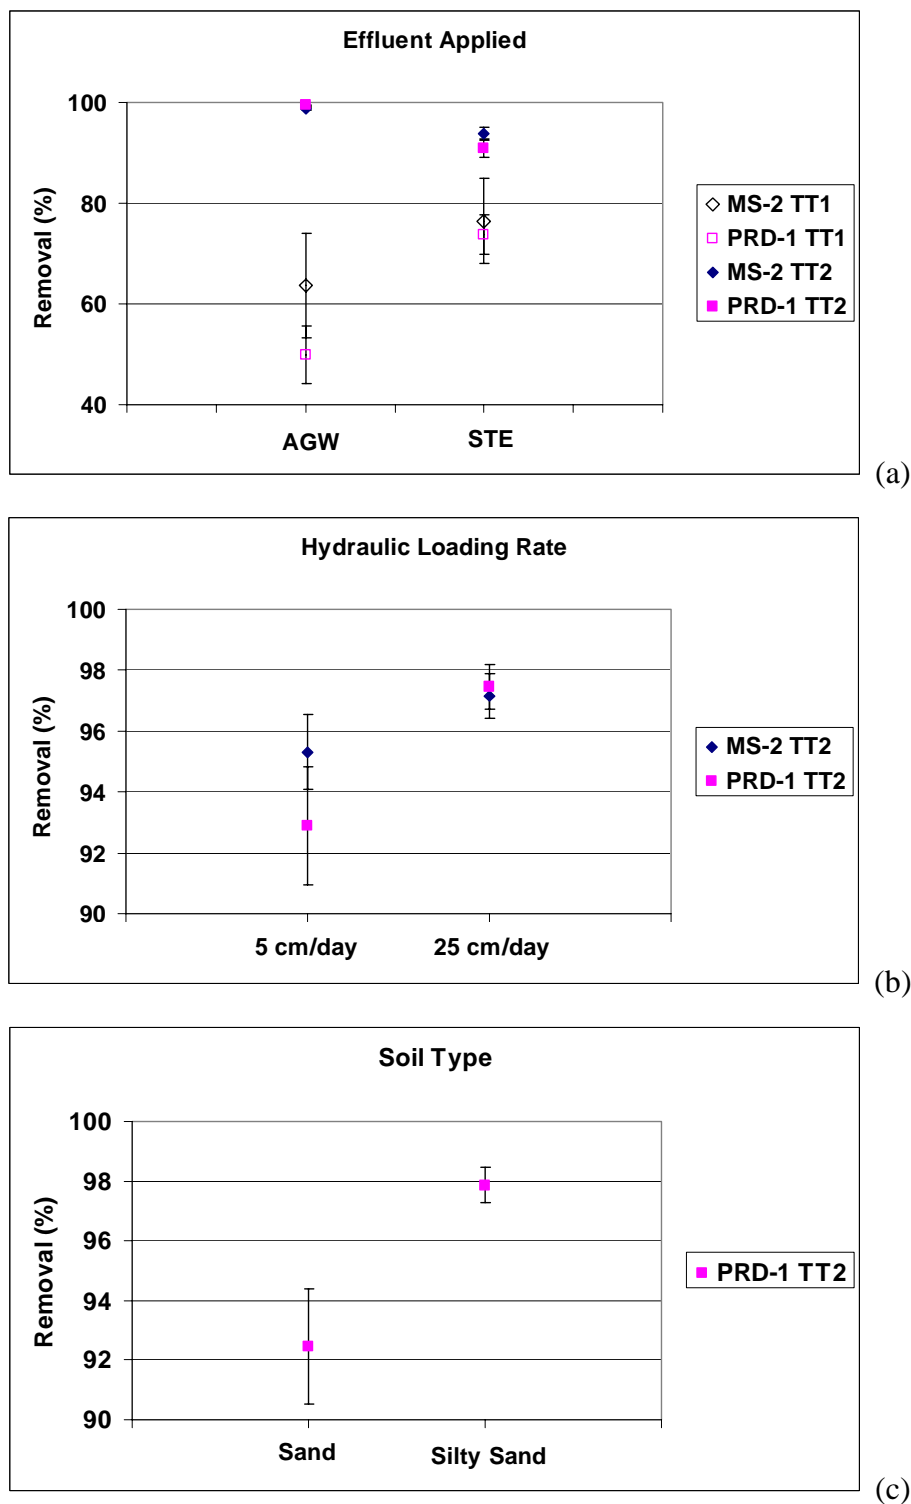 Effluent Applied
100
80
60
40
Removal (%)
AGW
STE
MS-2 TT1
PRD-1 TT1
MS-2 TT2
PRD-1 TT2
(a)
Hydraulic Loading Rate
100
98
96
94
92
90
Removal (%)
5 cm/day
25 cm/day
MS-2 TT2
PRD-1 TT2
(b)
Soil Type
100
98
96
94
92
90
Removal (%)
Sand
Silty Sand
PRD-1 TT2
(c)